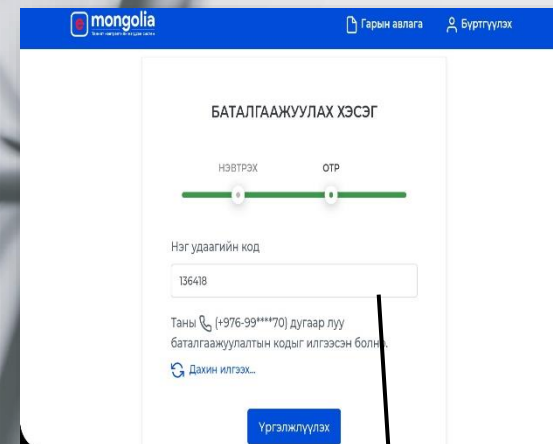 e mongolia
Гарын авлага
Бүртгүүлэх
БАТАЛГААЖУУЛАХ ХЭСЭГ
НЭВТРЭХ
OTP
Нэг удаагийн код
136418
Таны (+976-99****70) дугаар луу
баталгаажуулалтын кодыг илгээсэн болно.
Дахин илгээх...
Үргэлжлүүлэх